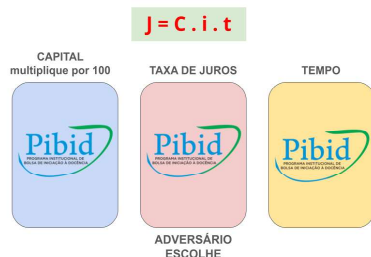 J = C . i . t
CAPITAL
multiplique por 100
TAXA DE JUROS
TEMPO
Pibid
PROGRAMA INSTITUCIONAL DE
BOLSA DE INICIAÇÃO À DOCÊNCIA
Pibid
PROGRAMA INSTITUCIONAL DE
BOLSA DE INICIAÇÃO À DOCÊNCIA
Pibid
PROGRAMA INSTITUCIONAL DE
BOLSA DE INICIAÇÃO À DOCÊNCIA
ADVERSÁRIO
ESCOLHE